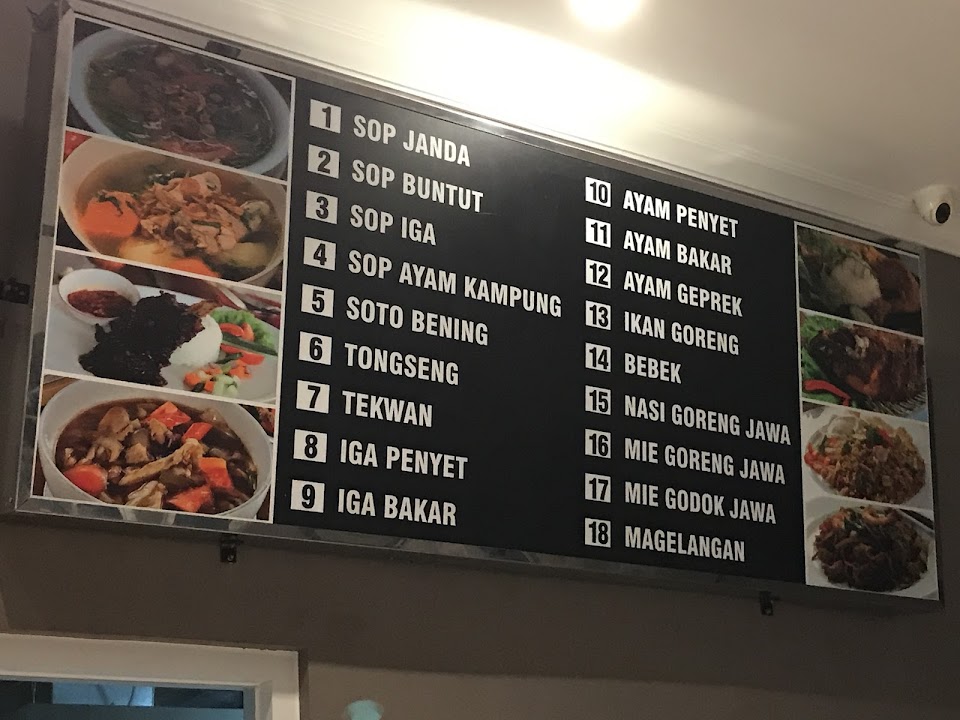 1 SOP JANDA
2 SOP BUNTUT
3 SOP IGA
4 SOP AYAM KAMPUNG
5 SOTO BENING
6 TONGSENG
7 TEKWAN
8 IGA PENYET
9 IGA BAKAR
10 AYAM PENYET
11 AYAM BAKAR
12 AYAM GEPREK
13 IKAN GORENG
14 BEBEK
15 NASI GORENG JAWA
16 MIE GORENG JAWA
17 MIE GODOK JAWA
18 MAGELANGAN